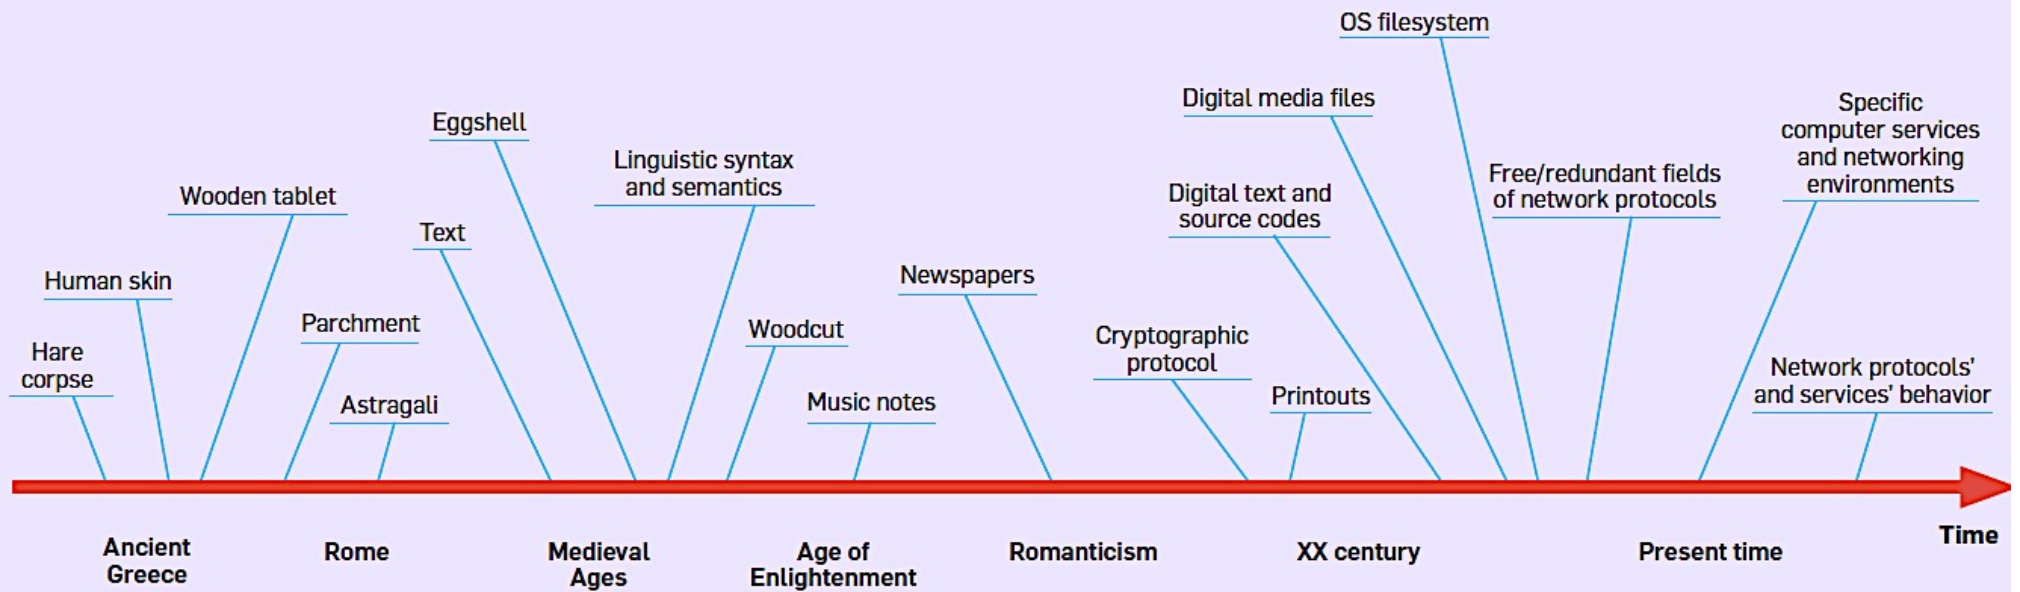 Hare
corpse
Human skin
Wooden tablet
Parchment
Astragali
Text
Eggshell
Linguistic syntax
and semantics
Woodcut
Music notes
Newspapers
Cryptographic
protocol
Printouts
Digital text and
source codes
Digital media files
OS filesystem
Free/redundant fields
of network protocols
Specific
computer services
and networking
environments
Network protocols'
and services' behavior
Ancient
Greece
Rome
Medieval
Ages
Age of
Enlightenment
Romanticism
XX century
Present time
Time